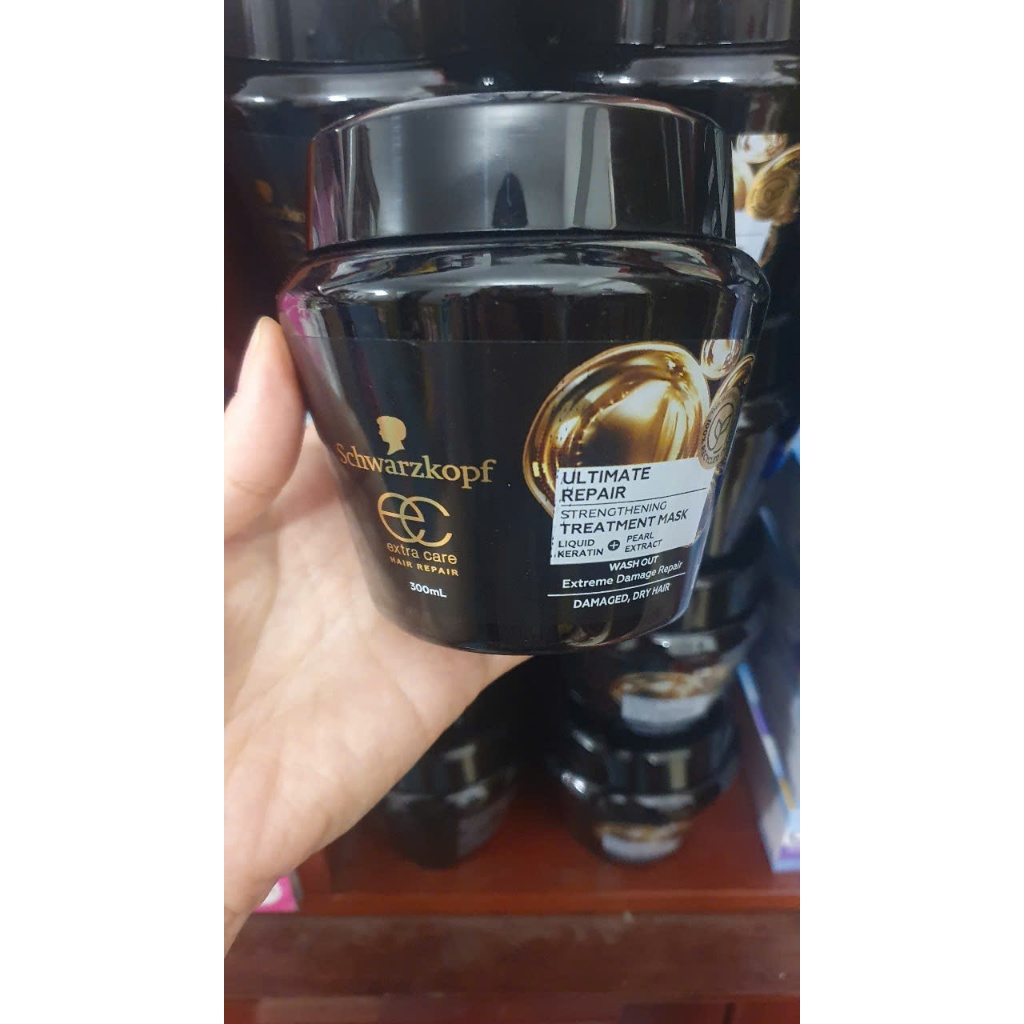 Schwarzkopf
ec
extra care
HAIR REPAIR
300mL
ULTIMATE
REPAIR
STRENGTHENING
TREATMENT MASK
LIQUID KERATIN + PEARL EXTRACT
WASH OUT
Extreme Damage Repair
DAMAGED, DRY HAIR